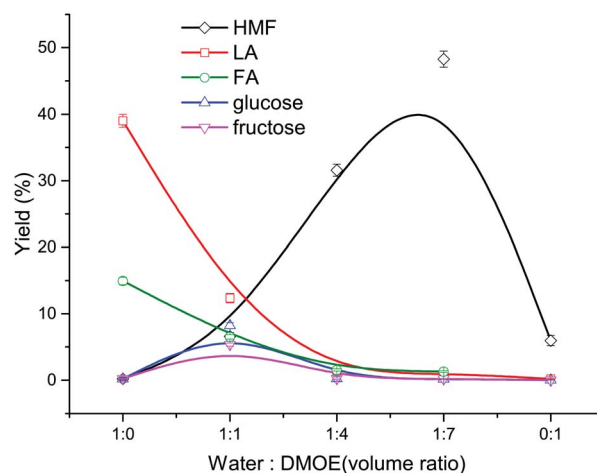 HMF
LA
FA
glucose
fructose
50
40
30
20
10
0
Yield (%)
1:0 1:1 1:4 1:7 0:1
Water : DMOE(volume ratio)